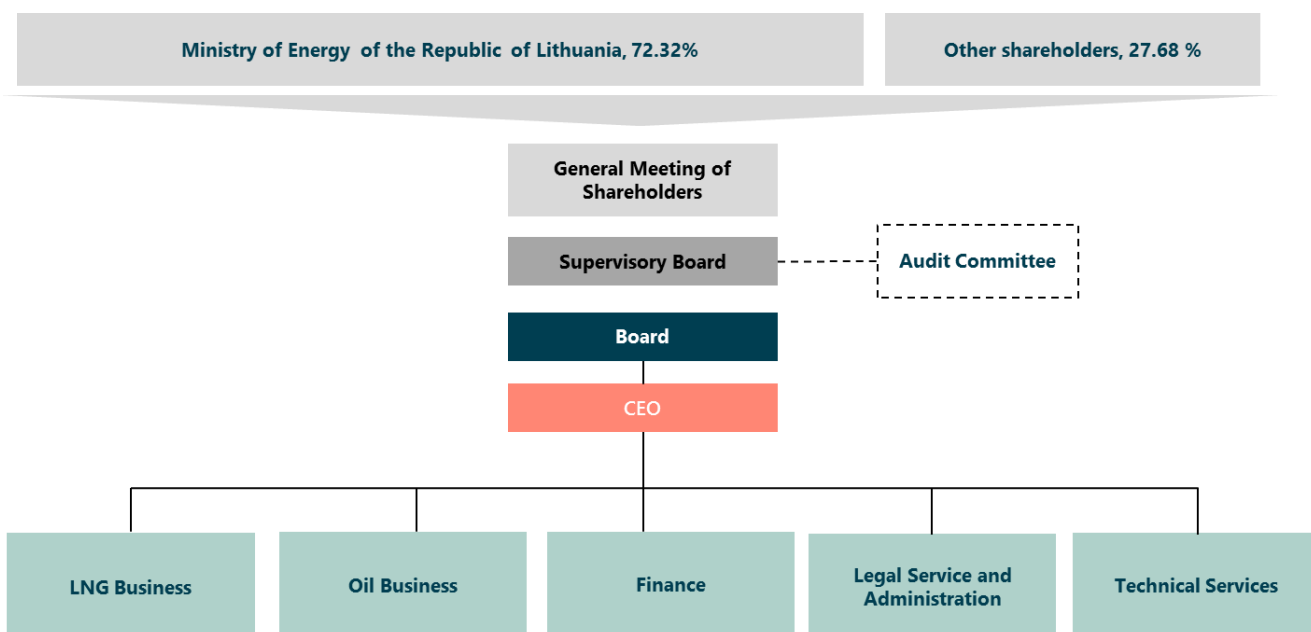 Ministry of Energy of the Republic of Lithuania, 72.32%
Other shareholders, 27.68 %
General Meeting of
Shareholders
Supervisory Board
Audit Committee
Board
CEO
LNG Business
Oil Business
Finance
Legal Service and
Administration
Technical Services